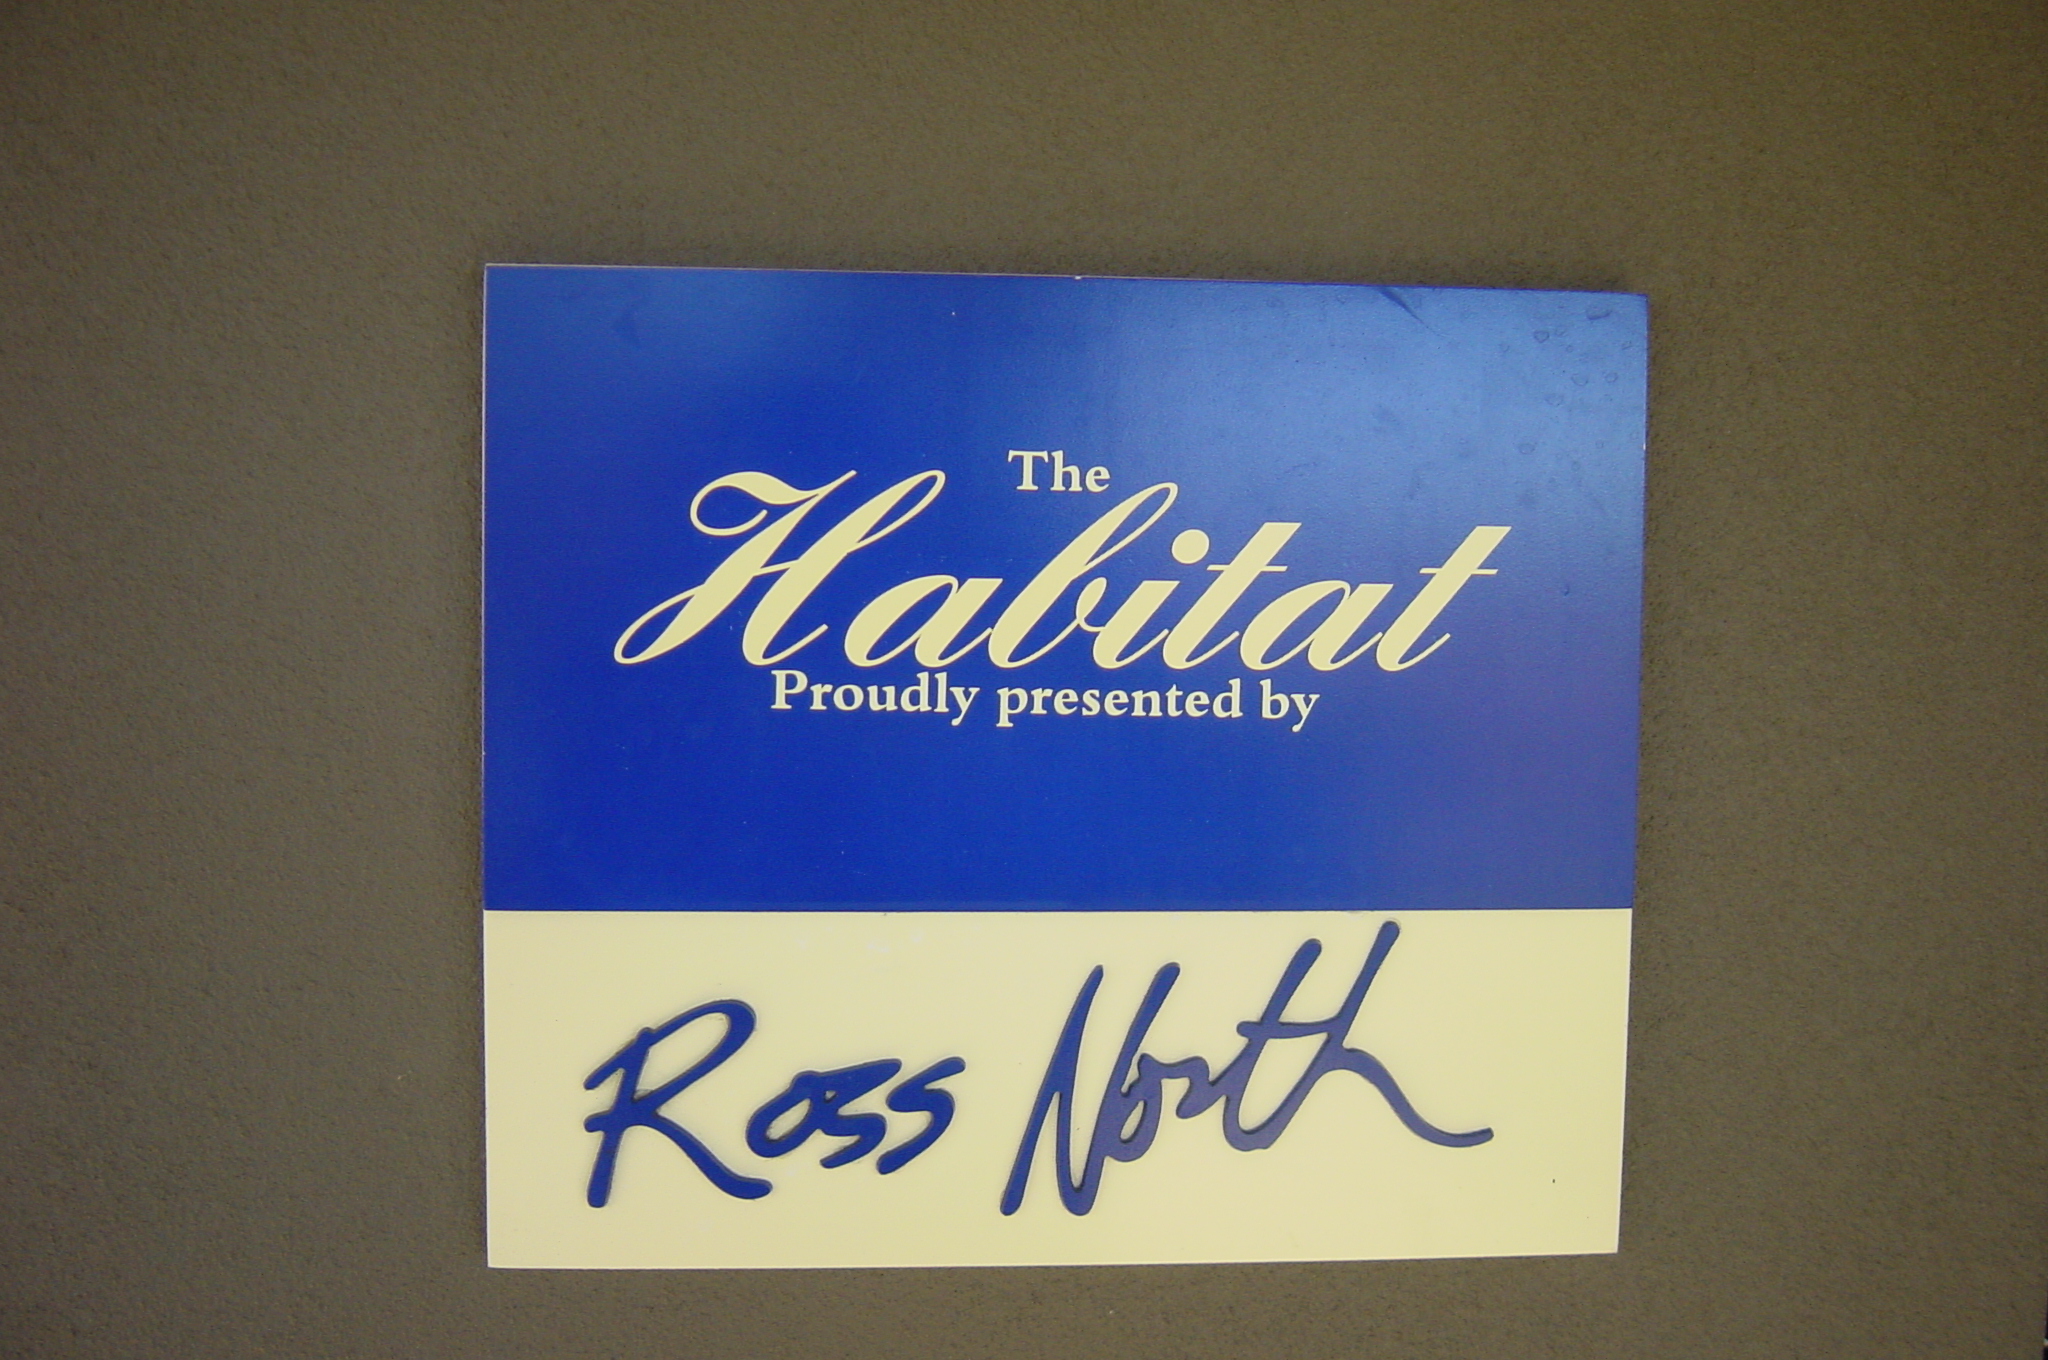 The
Habitat
Proudly presented by
Ross North